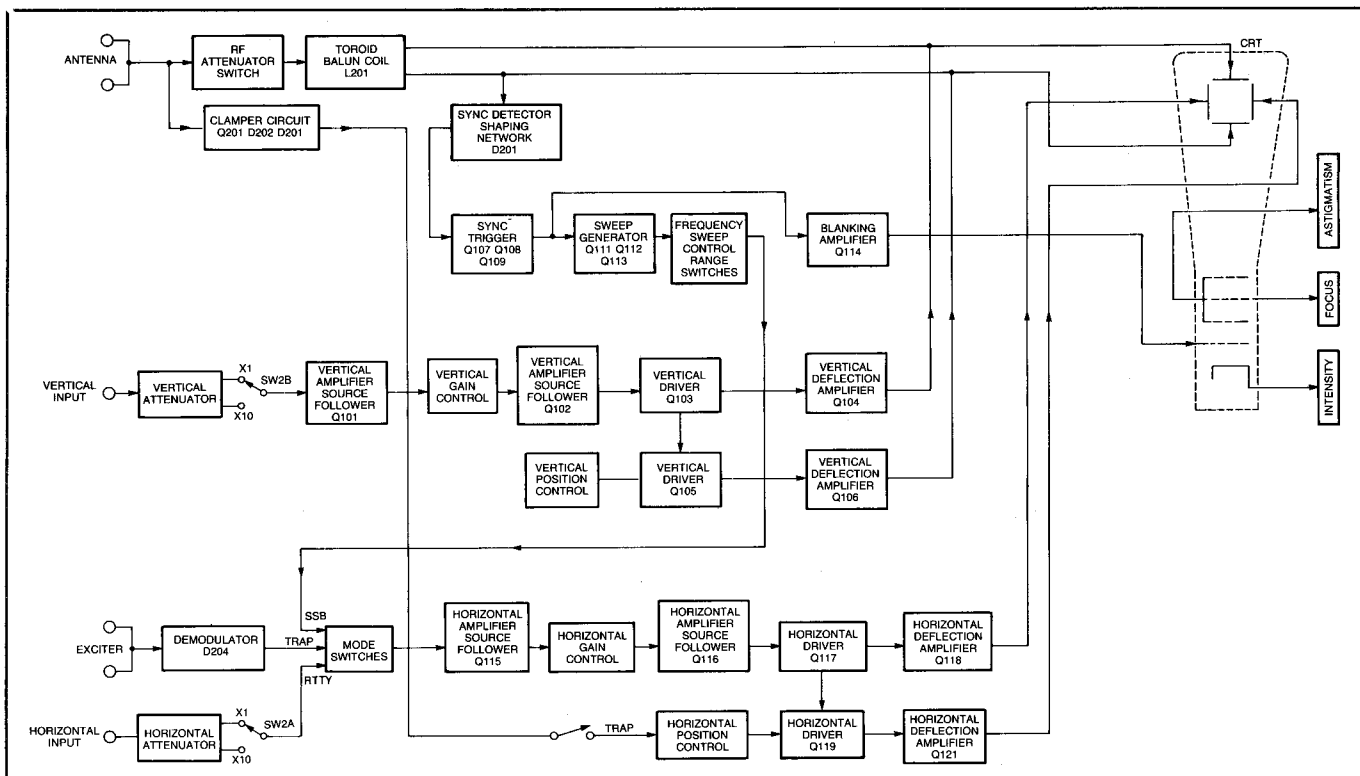 ANTENNA
RF
ATTENUATOR
SWITCH
TOROID
BALUN COIL
L201
CRT
CLAMPER CIRCUIT
Q201 D202 D201
SYNC DETECTOR
SHAPING
NETWORK
D201
SYNC
TRIGGER
Q107 Q108
Q109
SWEEP
GENERATOR
Q111 Q112
Q113
FREQUENCY
SWEEP
CONTROL
RANGE
SWITCHES
BLANKING
AMPLIFIER
Q114
ASTIGMATISM
FOCUS
INTENSITY
VERTICAL
INPUT
VERTICAL
ATTENUATOR
X1
SW2B
X10
VERTICAL
AMPLIFIER
SOURCE
FOLLOWER
Q101
VERTICAL
GAIN
CONTROL
VERTICAL
AMPLIFIER
SOURCE
FOLLOWER
Q102
VERTICAL
DRIVER
Q103
VERTICAL
DEFLECTION
AMPLIFIER
Q104
VERTICAL
POSITION
CONTROL
VERTICAL
DRIVER
Q105
VERTICAL
DEFLECTION
AMPLIFIER
Q106
EXCITER
DEMODULATOR
D204
SSB
TRAP
RTTY
MODE
SWITCHES
HORIZONTAL
AMPLIFIER
SOURCE
FOLLOWER
Q115
HORIZONTAL
GAIN
CONTROL
HORIZONTAL
AMPLIFIER
SOURCE
FOLLOWER
Q116
HORIZONTAL
DRIVER
Q117
HORIZONTAL
DEFLECTION
AMPLIFIER
Q118
HORIZONTAL
INPUT
HORIZONTAL
ATTENUATOR
X1
SW2A
X10
TRAP
HORIZONTAL
POSITION
CONTROL
HORIZONTAL
DRIVER
Q119
HORIZONTAL
DEFLECTION
AMPLIFIER
Q121